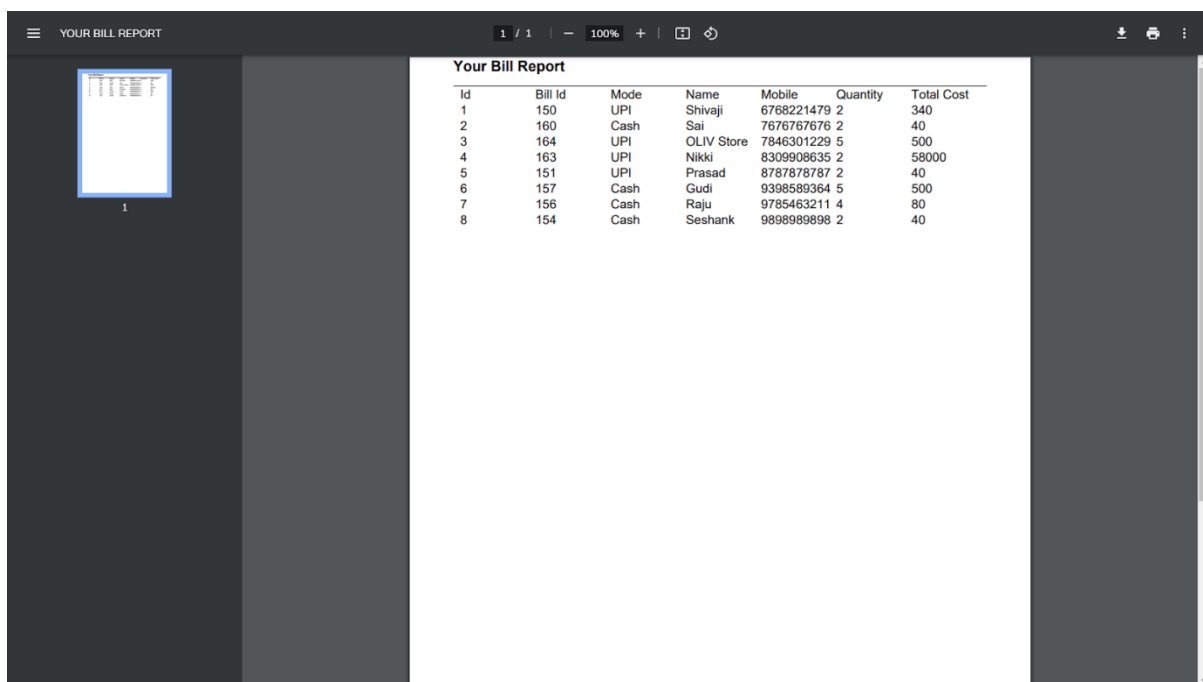 YOUR BILL REPORT 1 / 1 100%
Your Bill Report
Id Bill Id Mode Name Mobile Quantity Total Cost
1 150 UPI Shivaji 6768221479 2 340
2 160 Cash Sai 7676767676 2 40
3 164 UPI OLIV Store 7846301229 5 500
4 163 UPI Nikki 8309908635 2 58000
5 151 UPI Prasad 8787878787 2 40
6 157 Cash Gudi 9398589364 5 500
7 156 Cash Raju 9785463211 4 80
8 154 Cash Seshank 9898989898 2 40
1